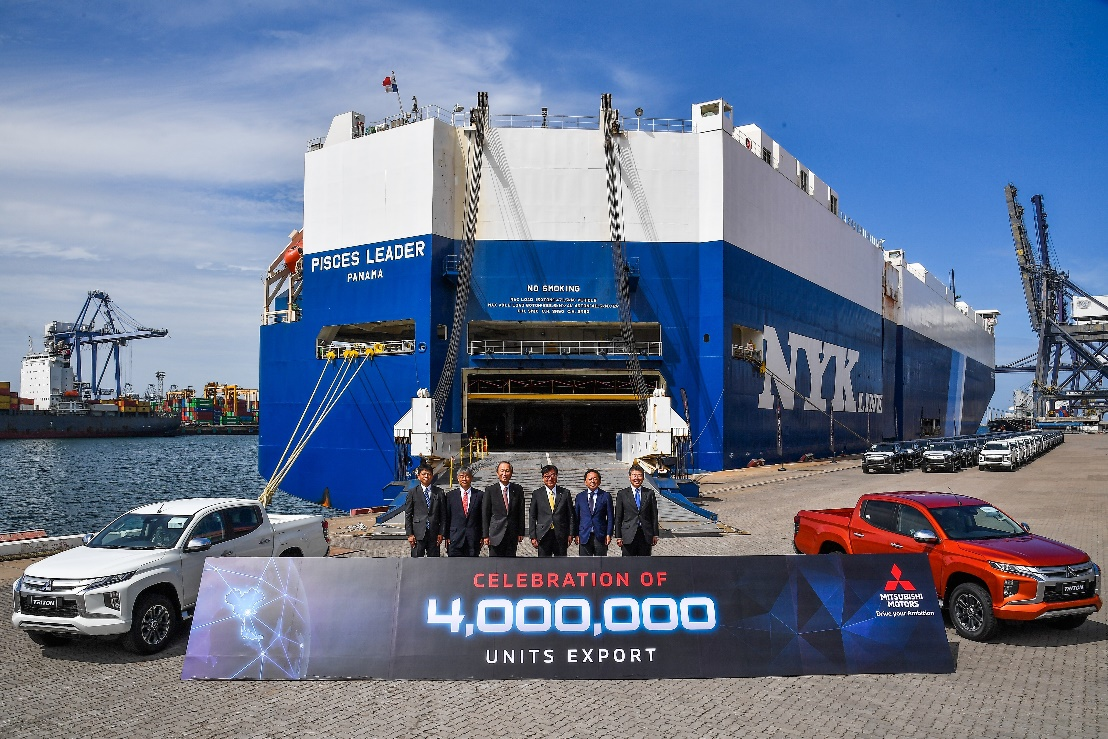 PISCES LEADER
PANAMA
NO SMOKING
NYK LINE
CELEBRATION OF
4,000,000
UNITS EXPORT
MITSUBISHI
MOTORS
Drive your Ambition
TRITON
TRITON